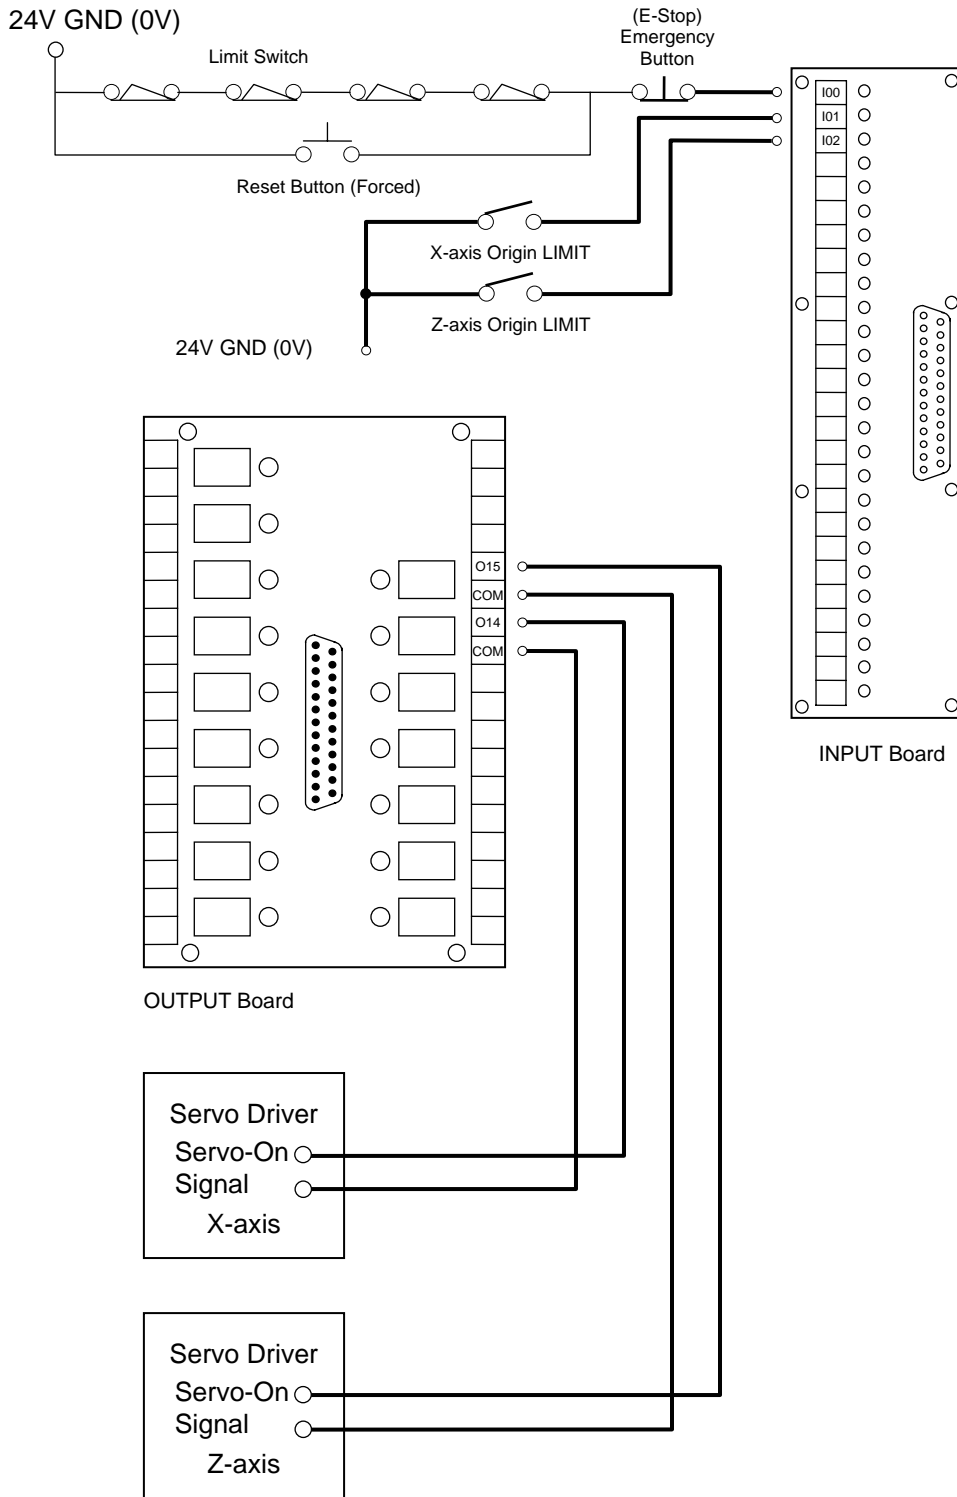 24V GND (0V)
(E-Stop)
Emergency
Button
Limit Switch
I00
I01
I02
Reset Button (Forced)
X-axis Origin LIMIT
Z-axis Origin LIMIT
24V GND (0V)
O15
COM
O14
COM
INPUT Board
OUTPUT Board
Servo Driver
Servo-On
Signal
X-axis
Servo Driver
Servo-On
Signal
Z-axis